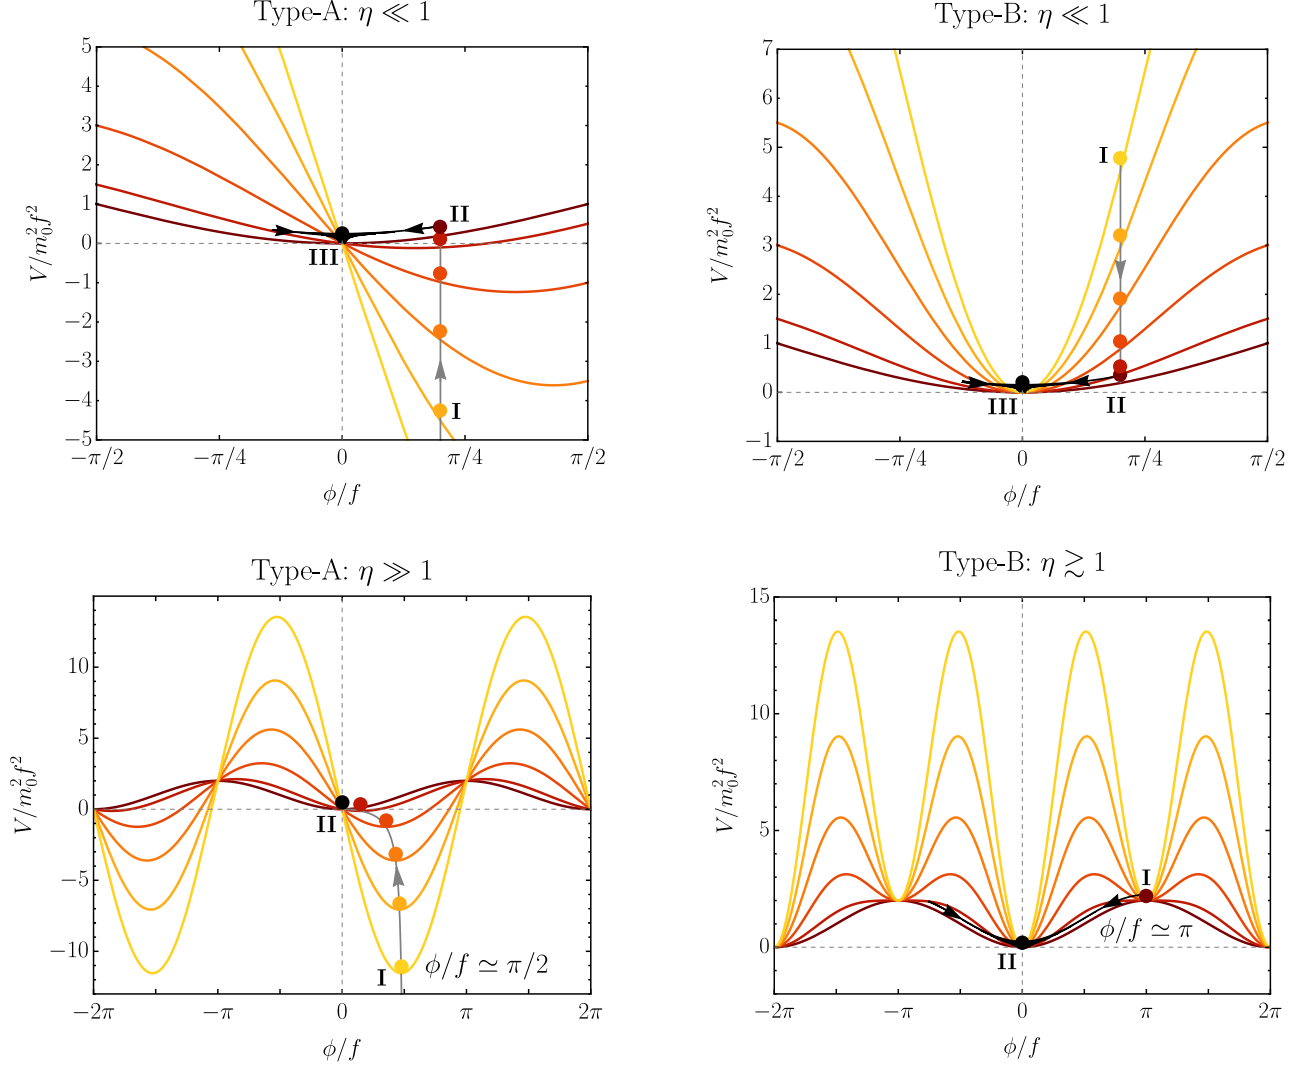 Type-A: η ≪ 1
5
4
3
2
1
0
−1
−2
−3
−4
−5
V/m₀²f²
II
III
I
−π/2
−π/4
0
π/4
π/2
ϕ/f
Type-B: η ≪ 1
7
6
5
4
3
2
1
0
−1
V/m₀²f²
I
III
II
−π/2
−π/4
0
π/4
π/2
ϕ/f
Type-A: η ≫ 1
10
5
0
−5
−10
V/m₀²f²
II
I
ϕ/f ≃ π/2
−2π
−π
0
π
2π
ϕ/f
Type-B: η ≳ 1
15
10
5
0
V/m₀²f²
I
ϕ/f ≃ π
II
−2π
−π
0
π
2π
ϕ/f